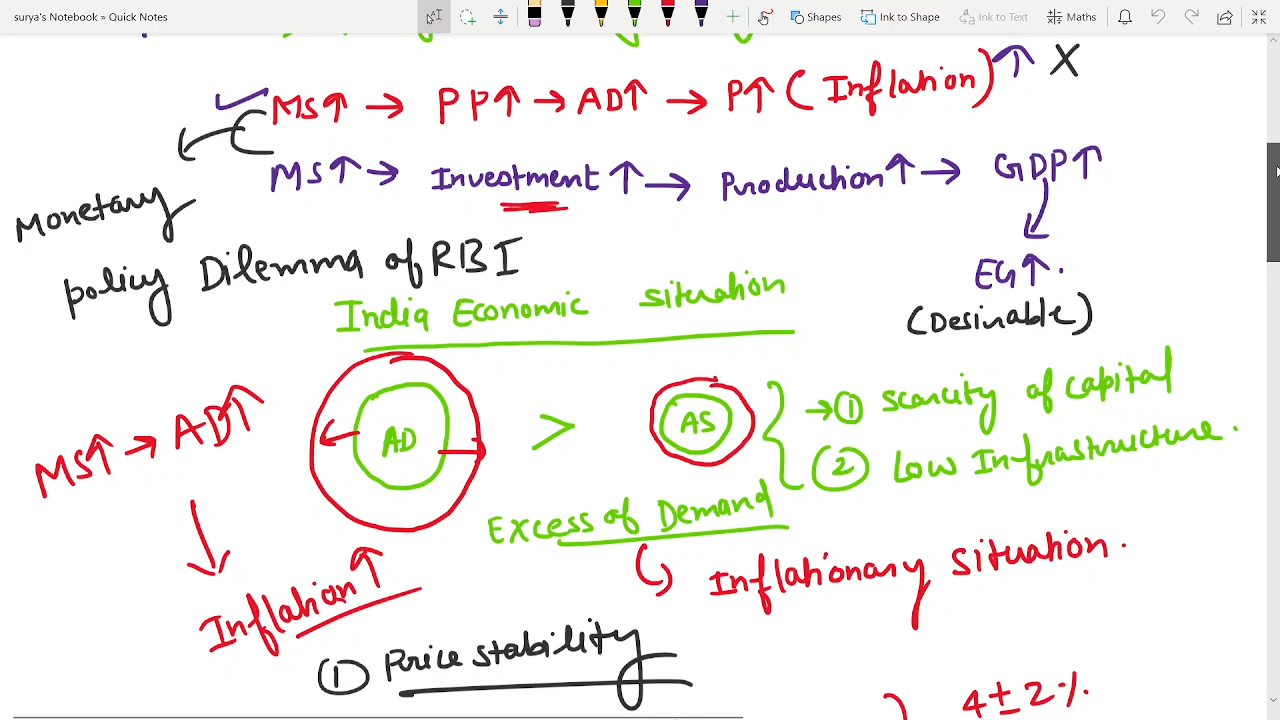 surya's Notebook » Quick Notes
Shapes
Ink to Shape
Ink to Text
Maths
MS↑ → PP↑ → AD↑ → P↑ (Inflation)↑ X
MS↑ → Investment ↑ → Production↑ → GDP↑
Monetary
policy Dilemma of RBI
EG↑.
(Desirable)
India Economic situation
MS↑ → AD↑
AD > AS
→① scarcity of capital
② Low Infrastructure.
Excess of Demand
Inflationary situation.
Inflation↑
① Price stability
4±2%.